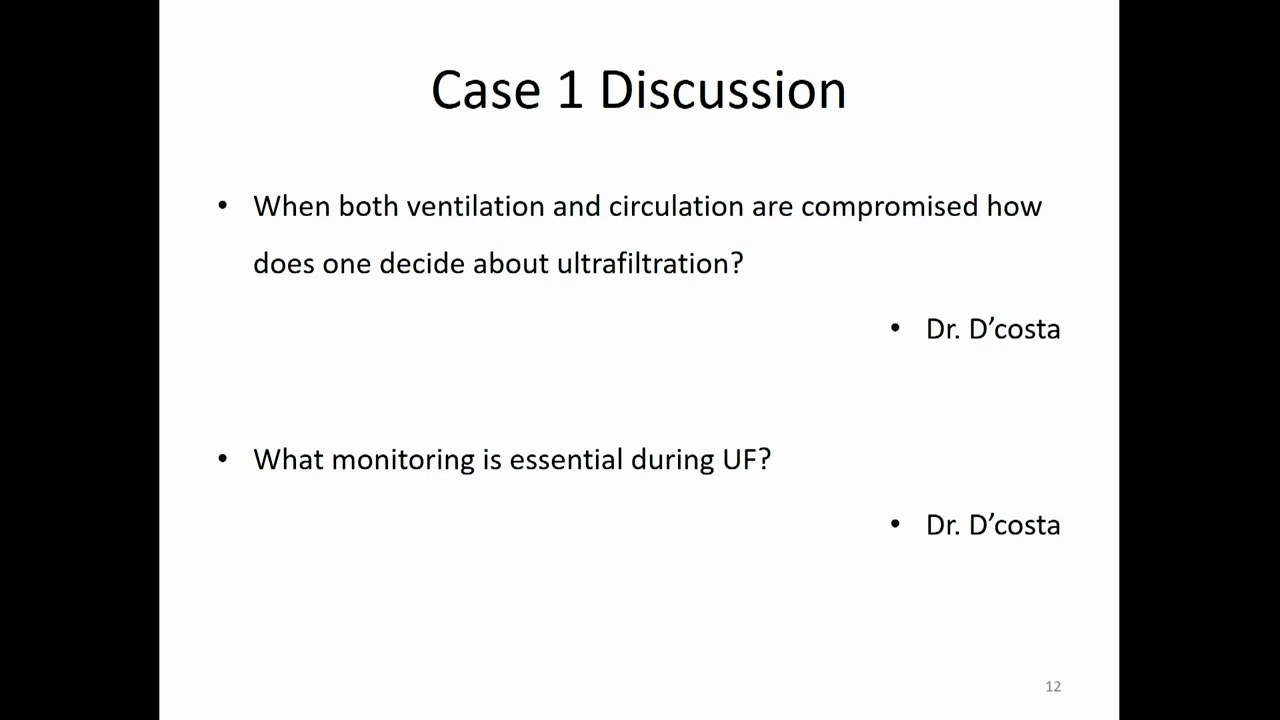 Case 1 Discussion
• When both ventilation and circulation are compromised how
does one decide about ultrafiltration?
• Dr. D’costa
• What monitoring is essential during UF?
• Dr. D’costa
12